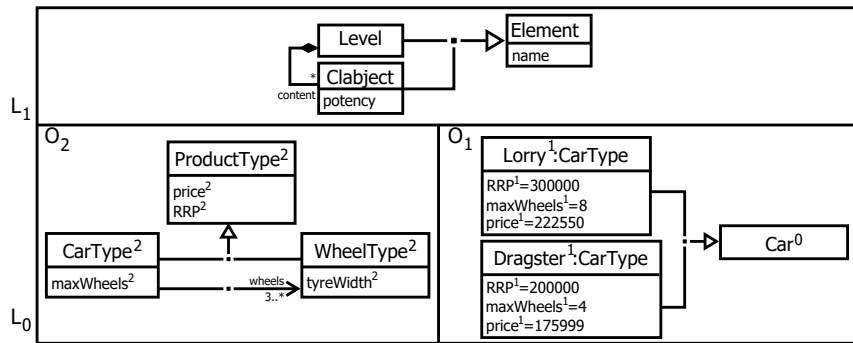 Level
Element
name
Clabject
potency
*
content
L1
O2
ProductType2
price2
RRP2
CarType2
maxWheels2
WheelType2
tyreWidth2
wheels
3..*
L0
O1
Lorry1:CarType
RRP1=300000
maxWheels1=8
price1=222550
Dragster1:CarType
RRP1=200000
maxWheels1=4
price1=175999
Car0